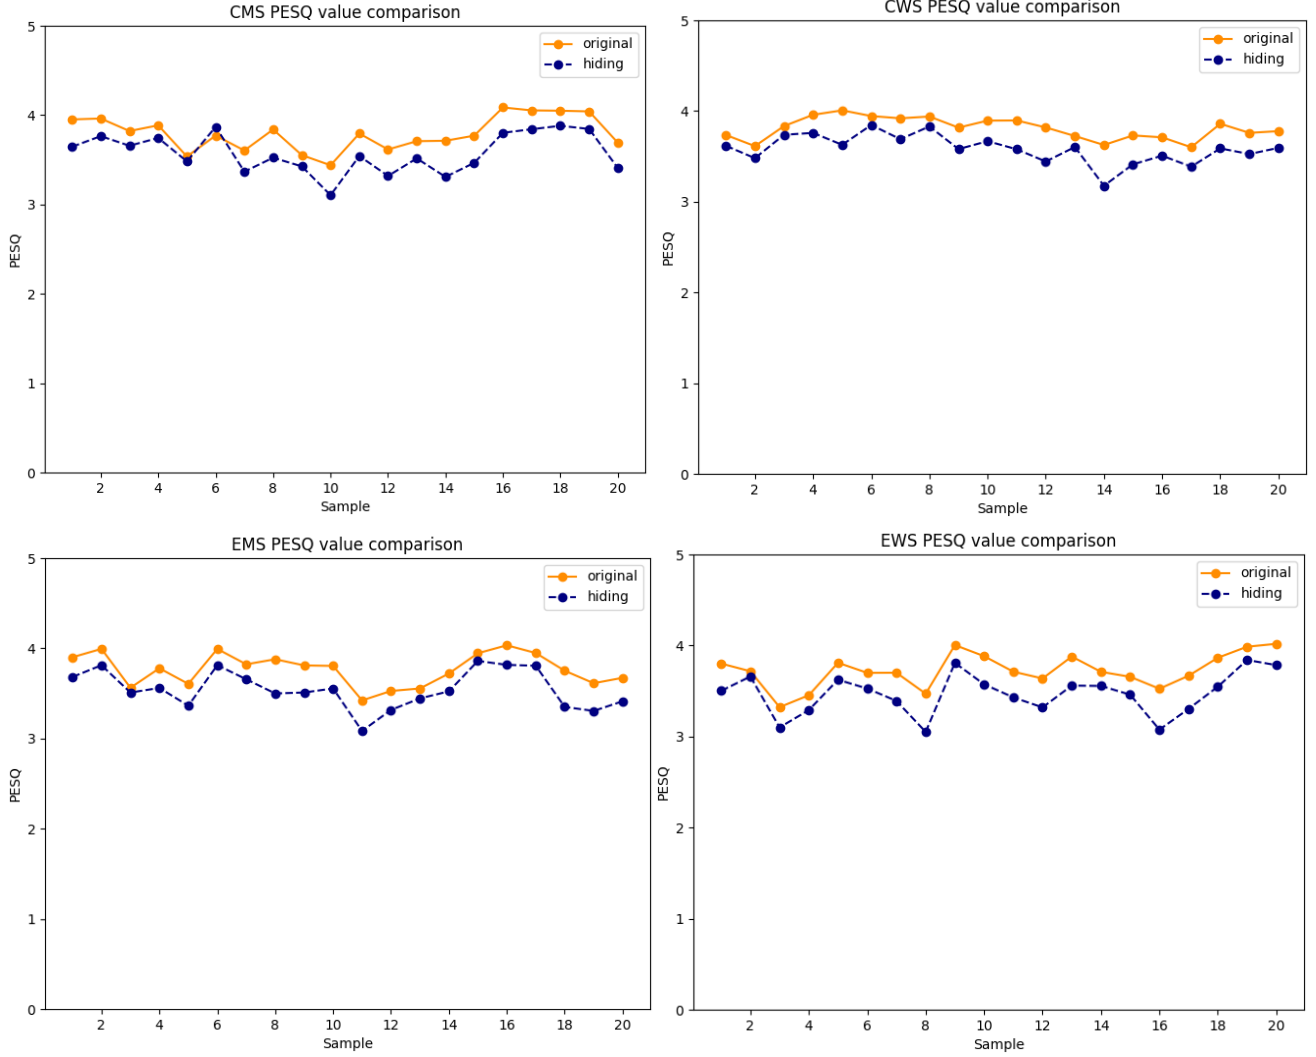 CMS PESQ value comparison
original
hiding
5
4
3
2
1
0
PESQ
2 4 6 8 10 12 14 16 18 20
Sample
CWS PESQ value comparison
original
hiding
5
4
3
2
1
0
PESQ
2 4 6 8 10 12 14 16 18 20
Sample
EMS PESQ value comparison
original
hiding
5
4
3
2
1
0
PESQ
2 4 6 8 10 12 14 16 18 20
Sample
EWS PESQ value comparison
original
hiding
5
4
3
2
1
0
PESQ
2 4 6 8 10 12 14 16 18 20
Sample